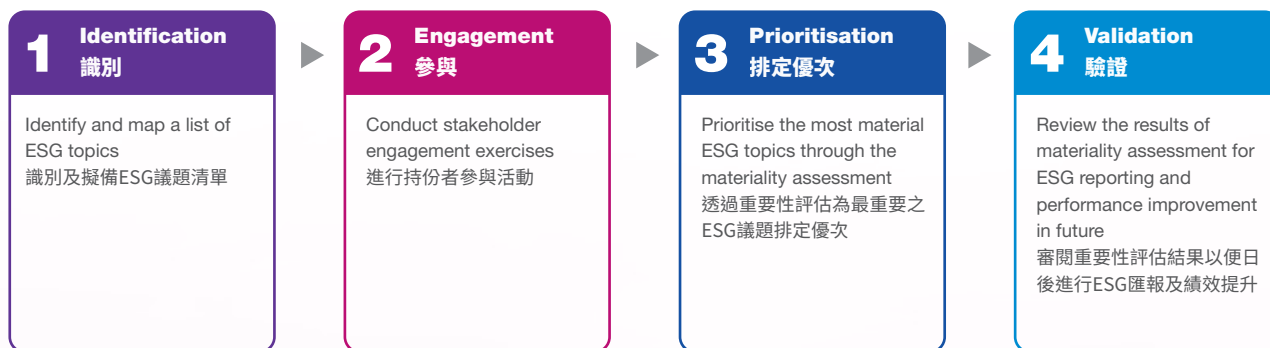 1
Identification
識別
Identify and map a list of
ESG topics
識別及擬備ESG議題清單
2
Engagement
參與
Conduct stakeholder
engagement exercises
進行持份者參與活動
3
Prioritisation
排定優次
Prioritise the most material
ESG topics through the
materiality assessment
透過重要性評估為最重要之
ESG議題排定優次
4
Validation
驗證
Review the results of
materiality assessment for
ESG reporting and
performance improvement
in future
審閱重要性評估結果以便日
後進行ESG匯報及績效提升